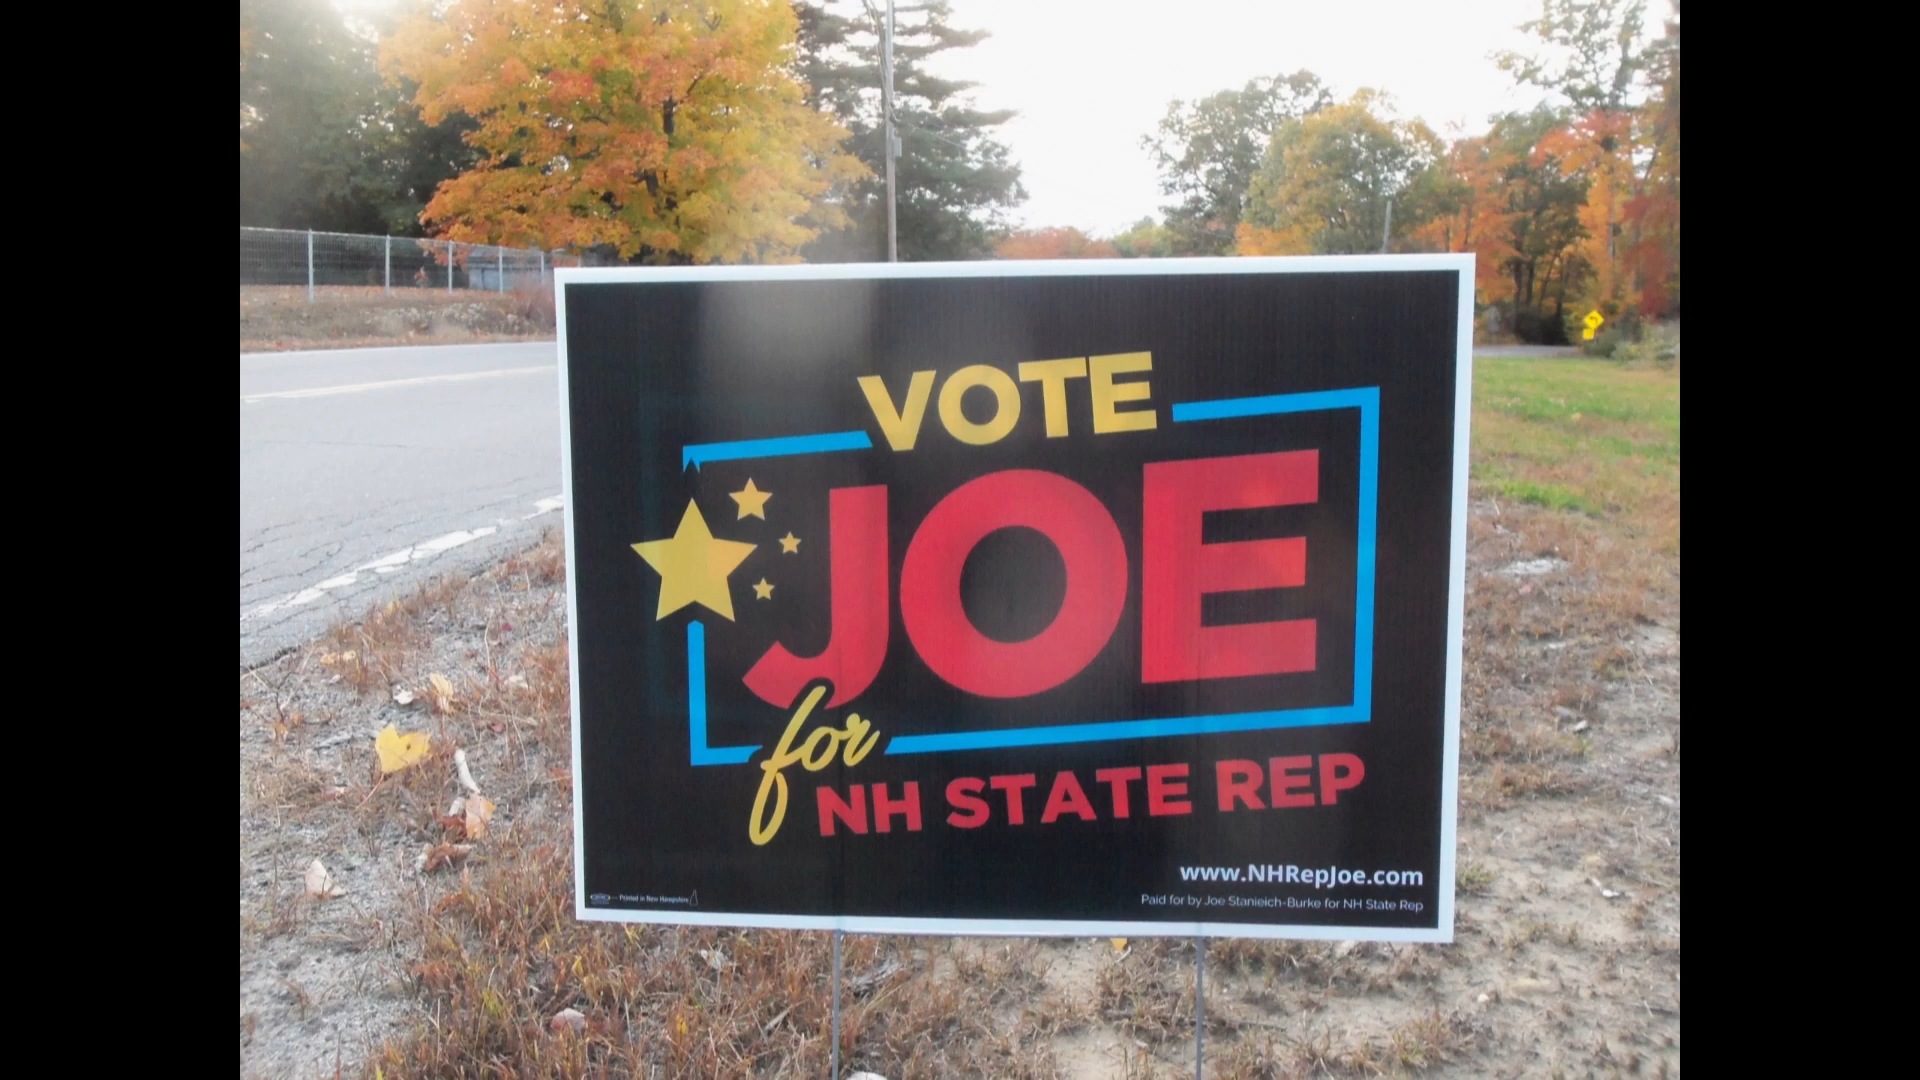 VOTE
JOE
for
NH STATE REP
www.NHRepJoe.com
Printed in New Hampshire
Paid for by Joe Stanieich-Burke for NH State Rep